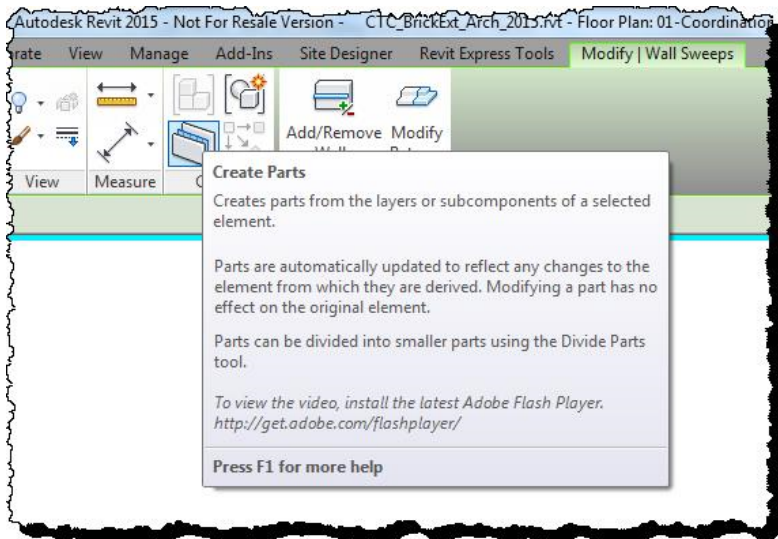 Autodesk Revit 2015 - Not For Resale Version - CTC_BrickExt_Arch_2015.rvt - Floor Plan: 01-Coordination
View Manage Add-Ins Site Designer Revit Express Tools Modify | Wall Sweeps
Add/Remove Modify
View Measure
Create Parts
Creates parts from the layers or subcomponents of a selected
element.
Parts are automatically updated to reflect any changes to the
element from which they are derived. Modifying a part has no
effect on the original element.
Parts can be divided into smaller parts using the Divide Parts
tool.
To view the video, install the latest Adobe Flash Player.
http://get.adobe.com/flashplayer/
Press F1 for more help